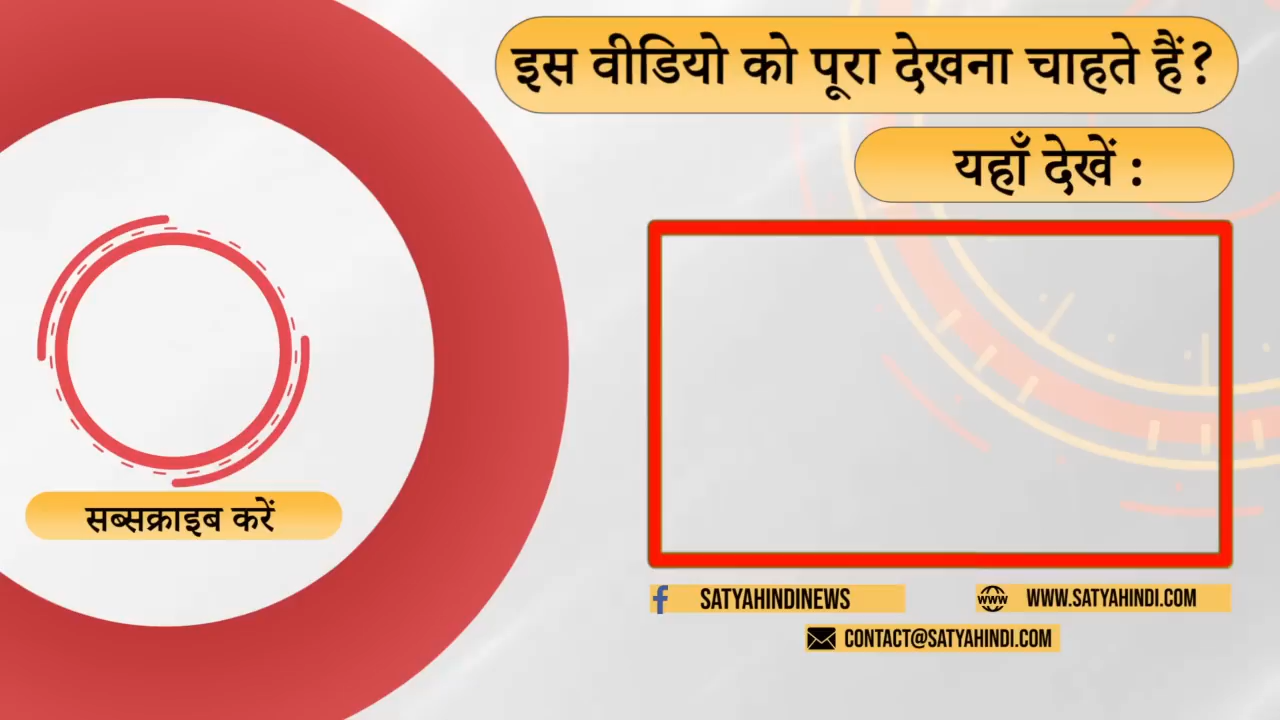 इस वीडियो को पूरा देखना चाहते हैं?
यहाँ देखें :
सब्सक्राइब करें
SATYAHINDINEWS
WWW.SATYAHINDI.COM
CONTACT@SATYAHINDI.COM